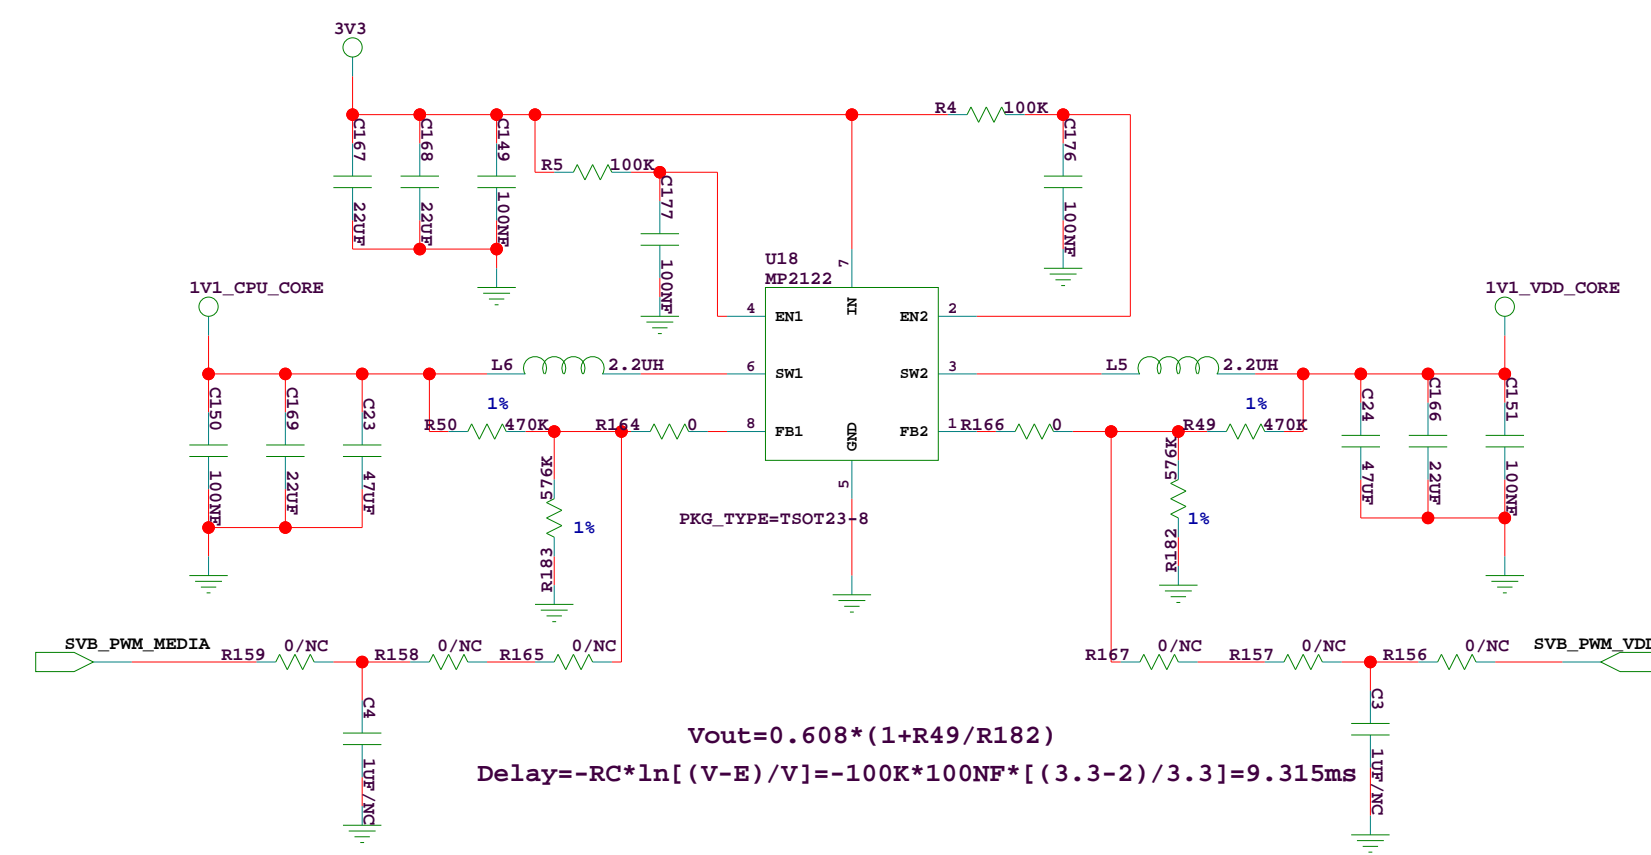 3V3
C167
22UF
C168
22UF
C149
100NF
R5 100K
C177
100NF
R4 100K
C176
100NF
U18
MP2122
7
IN
4 EN1
EN2 2
6 SW1
SW2 3
8 FB1
FB2 1
GND
5
PKG_TYPE=TSOT23-8
1V1_CPU_CORE
L6 2.2UH
C150
100NF
C169
22UF
C23
47UF
1%
R50 470K
R164 0
576K
1%
R183
1V1_VDD_CORE
L5 2.2UH
C24
47UF
C166
22UF
C151
100NF
1%
R166 0
R49 470K
576K
1%
R182
SVB_PWM_MEDIA
R159 0/NC
R158 0/NC
R165 0/NC
C4
1UF/NC
R167 0/NC
R157 0/NC
R156 0/NC
SVB_PWM_VDD
C3
1UF/NC
Vout=0.608*(1+R49/R182)
Delay=-RC*ln[(V-E)/V]=-100K*100NF*[(3.3-2)/3.3]=9.315ms